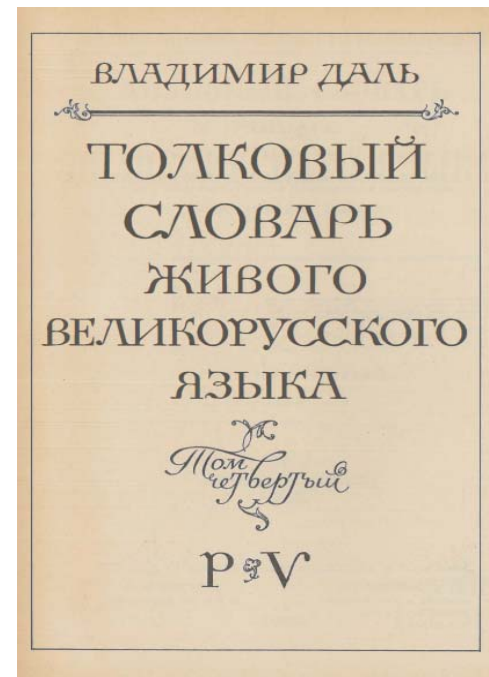 ВЛАДИМИР ДАЛЬ
ТОЛКОВЫЙ
СЛОВАРЬ
ЖИВОГО
ВЕЛИКОРУССКОГО
ЯЗЫКА
Том
четвертый
Р Ѵ